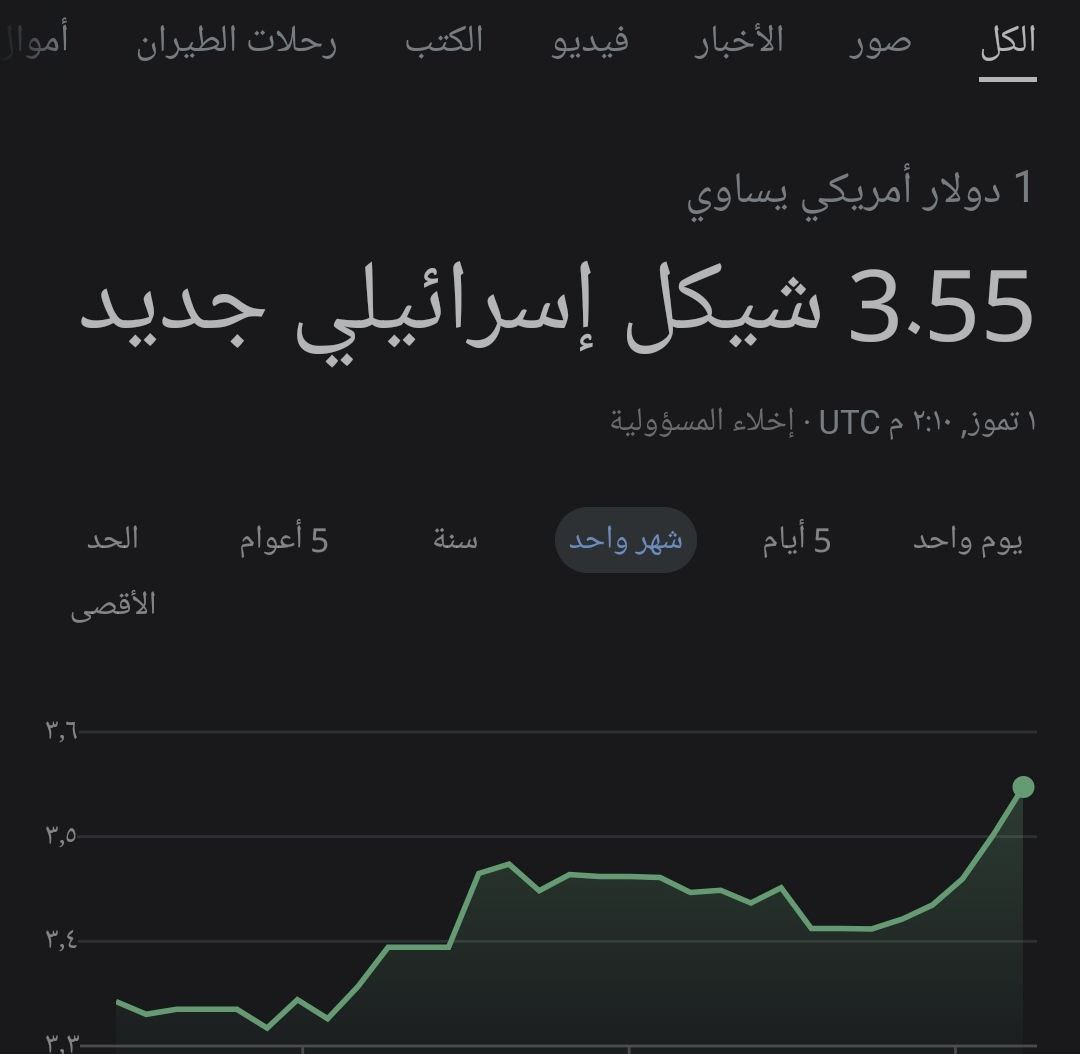 الكل صور الأخبار فيديو الكتب رحلات الطيران أموال
1 دولار أمريكي يساوي
3.55 شيكل إسرائيلي جديد
١ تموز, ٢:١٠ م UTC · إخلاء المسؤولية
يوم واحد 5 أيام شهر واحد سنة 5 أعوام الحد
الأقصى
٣,٦
٣,٥
٣,٤
٣,٣